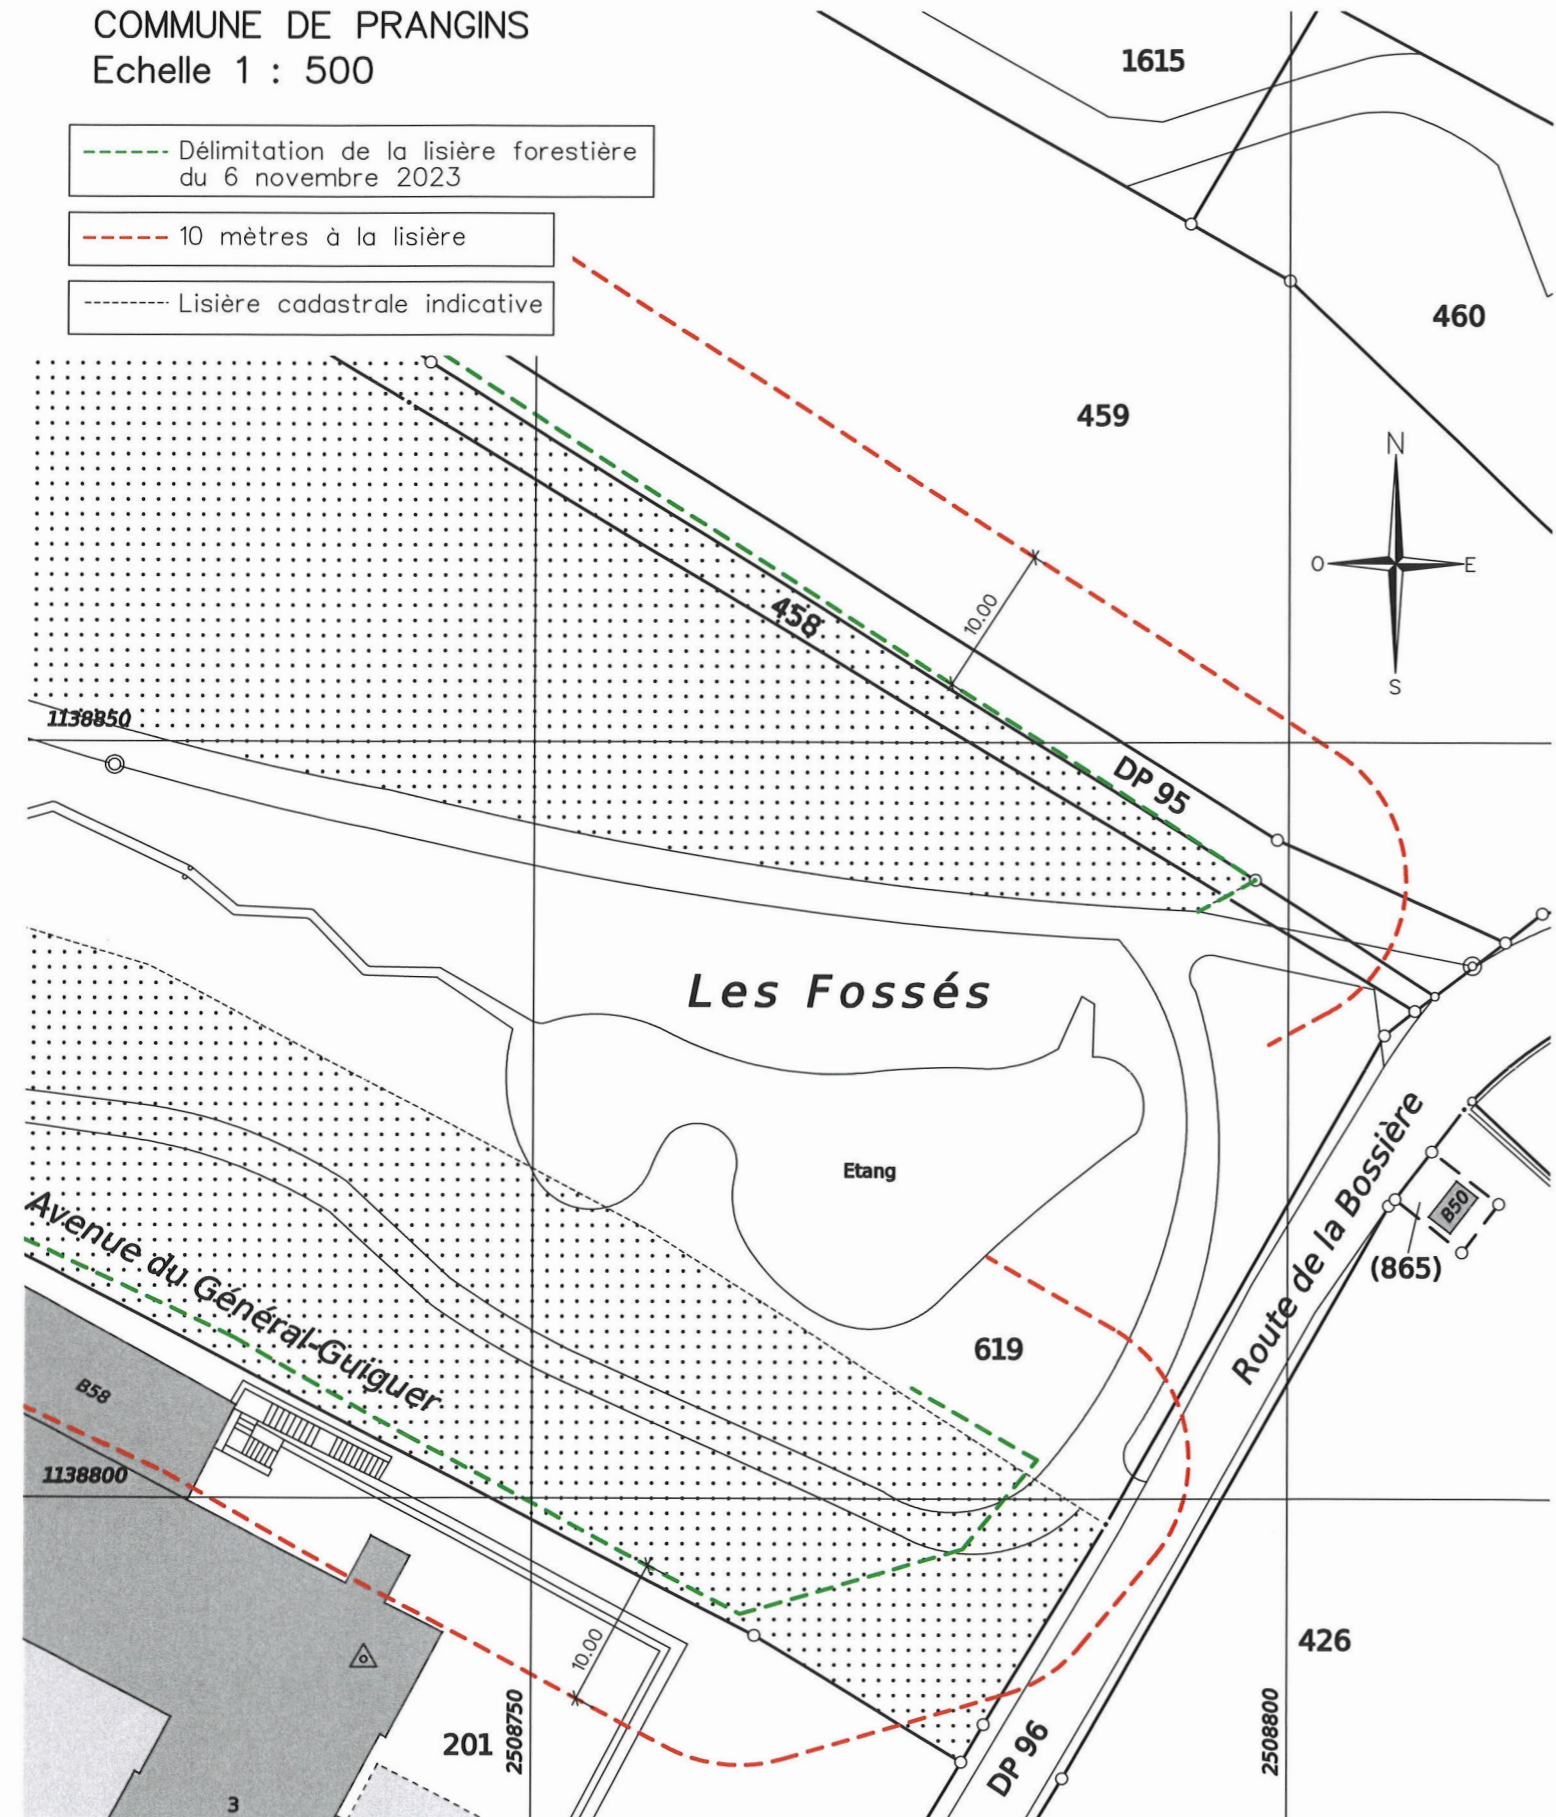 COMMUNE DE PRANGINS
Echelle 1 : 500
1615
Délimitation de la lisière forestière
du 6 novembre 2023
10 mètres à la lisière
Lisière cadastrale indicative
460
459
N
O
E
S
10.00
458
1138850
DP 95
Les Fossés
Etang
Route de la Bossière
B50
(865)
Avenue du Général-Guiguer
619
B58
1138800
10.00
426
2508750
2508800
201
DP 96
3